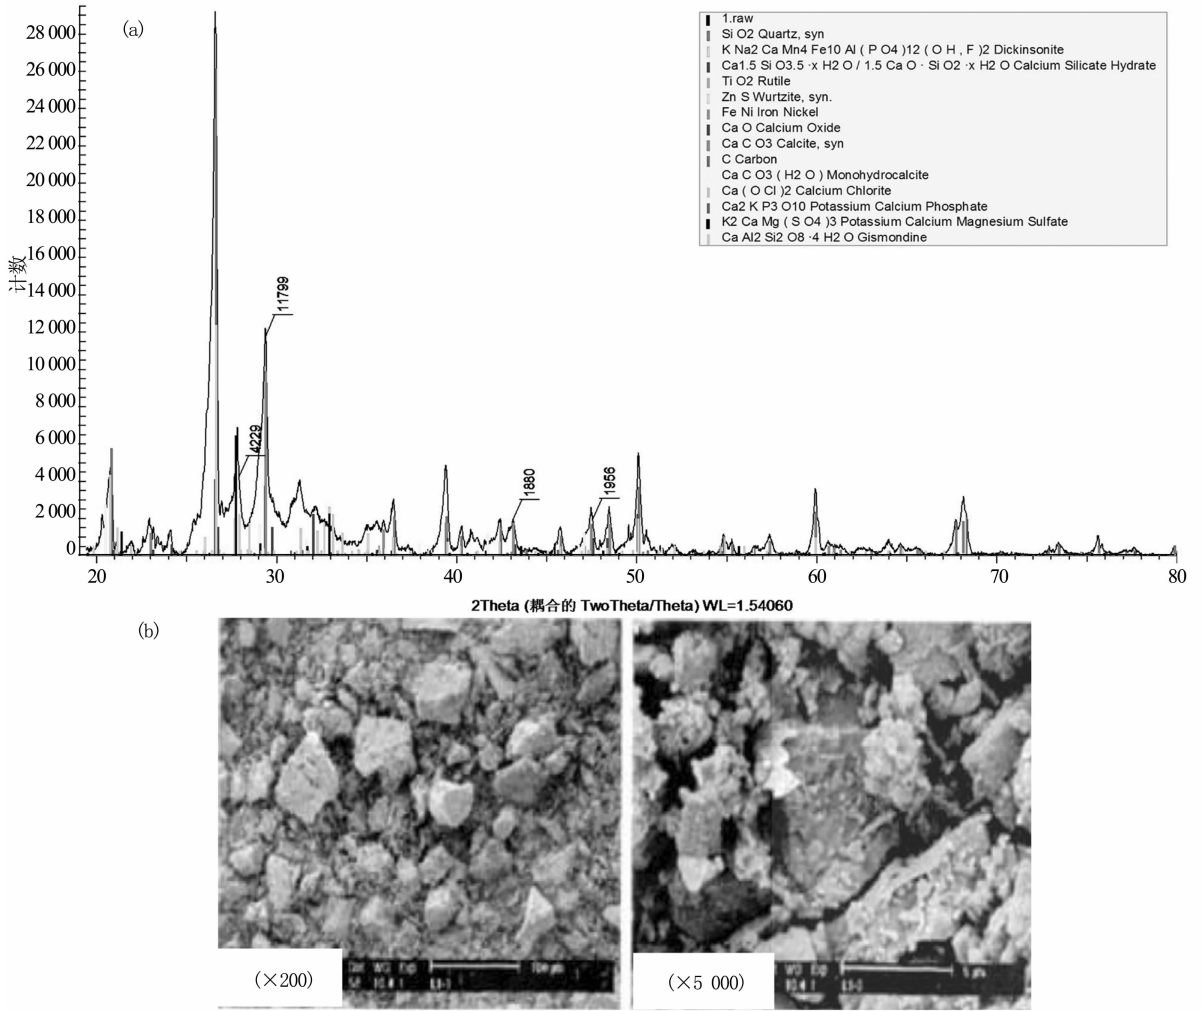 (a)
1.raw
Si O2 Quartz, syn
K Na2 Ca Mn4 Fe10 Al ( P O4 )12 ( O H , F )2 Dickinsonite
Ca1.5 Si O3.5 ·x H2 O / 1.5 Ca O · Si O2 ·x H2 O Calcium Silicate Hydrate
Ti O2 Rutile
Zn S Wurtzite, syn.
Fe Ni Iron Nickel
Ca O Calcium Oxide
Ca C O3 Calcite, syn
C Carbon
Ca C O3 ( H2 O ) Monohydrocalcite
Ca ( O Cl )2 Calcium Chlorite
Ca2 K P3 O10 Potassium Calcium Phosphate
K2 Ca Mg ( S O4 )3 Potassium Calcium Magnesium Sulfate
Ca Al2 Si2 O8 ·4 H2 O Gismondine
计数
28 000
26 000
24 000
22 000
20 000
18 000
16 000
14 000
12 000
10 000
8 000
6 000
4 000
2 000
0
11799
4229
1880
1956
20 30 40 50 60 70 80
2Theta (耦合的 TwoTheta/Theta) WL=1.54060
(b)
(×200)
(×5 000)